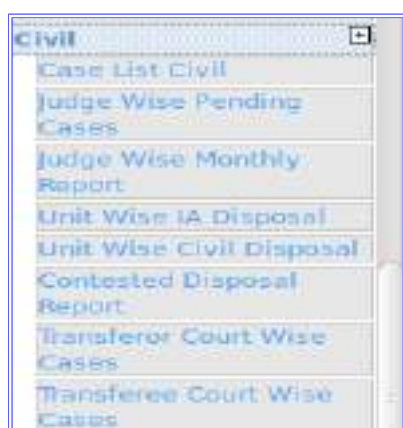 Civil
Case List Civil
Judge Wise Pending
Cases
Judge Wise Monthly
Report
Unit Wise IA Disposal
Unit Wise Civil Disposal
Contested Disposal
Report
Transferor Court Wise
Cases
Transferee Court Wise
Cases